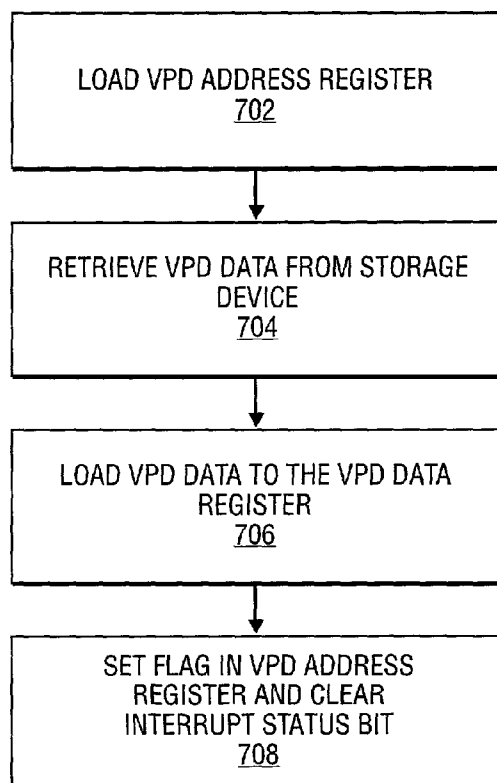 LOAD VPD ADDRESS REGISTER
702
RETRIEVE VPD DATA FROM STORAGE
DEVICE
704
LOAD VPD DATA TO THE VPD DATA
REGISTER
706
SET FLAG IN VPD ADDRESS
REGISTER AND CLEAR
INTERRUPT STATUS BIT
708